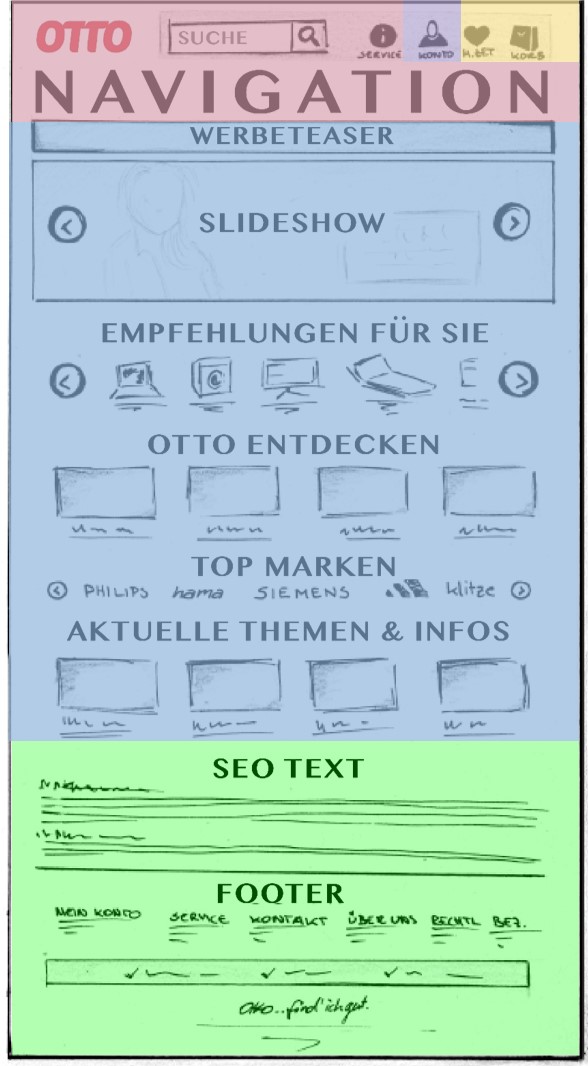 OTTO
SUCHE
SERVICE KONTO M.ZET KORB
NAVIGATION
WERBETEASER
SLIDESHOW
EMPFEHLUNGEN FÜR SIE
OTTO ENTDECKEN
TOP MARKEN
PHILIPS hama SIEMENS klitze
AKTUELLE THEMEN & INFOS
SEO TEXT
FOOTER
MEIN KONTO SERVICE KONTAKT ÜBER UNS RECHTL BEZ.
Otto... find' ich gut.